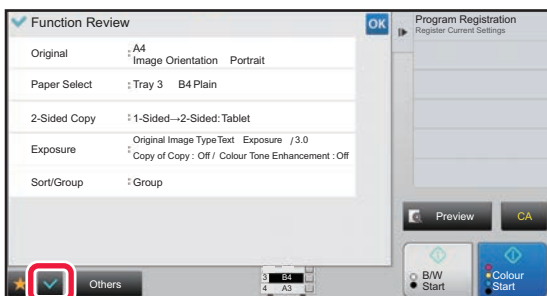 Function Review
OK
Original : A4
Image Orientation Portrait
Paper Select : Tray 3 B4 Plain
2-Sided Copy : 1-Sided→2-Sided: Tablet
Exposure : Original Image Type Text Exposure / 3.0
Copy of Copy : Off / Colour Tone Enhancement : Off
Sort/Group : Group
Others
3 B4
4 A3
Program Registration
Register Current Settings
Preview
CA
B/W
Start
Colour
Start